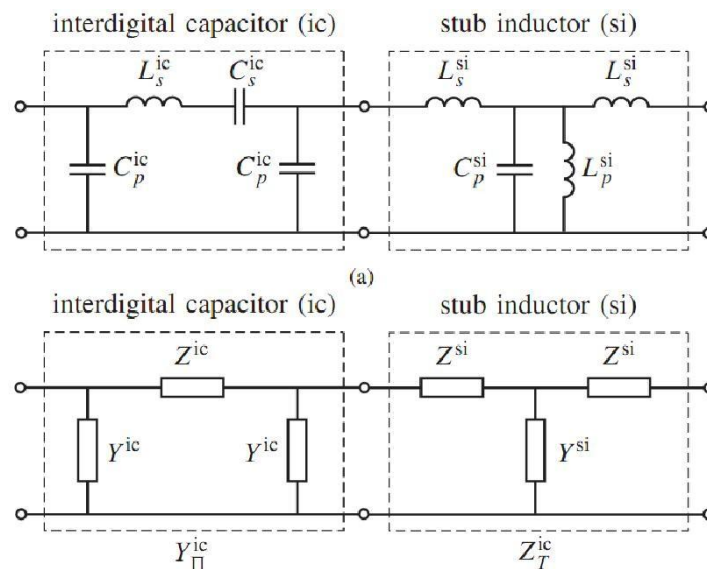 interdigital capacitor (ic) stub inductor (si)
L_s^ic C_s^ic L_s^si L_s^si
C_p^ic C_p^ic C_p^si L_p^si
(a)
interdigital capacitor (ic) stub inductor (si)
Z^ic Z^si Z^si
Y^ic Y^ic Y^si
Y_Π^ic Z_T^ic